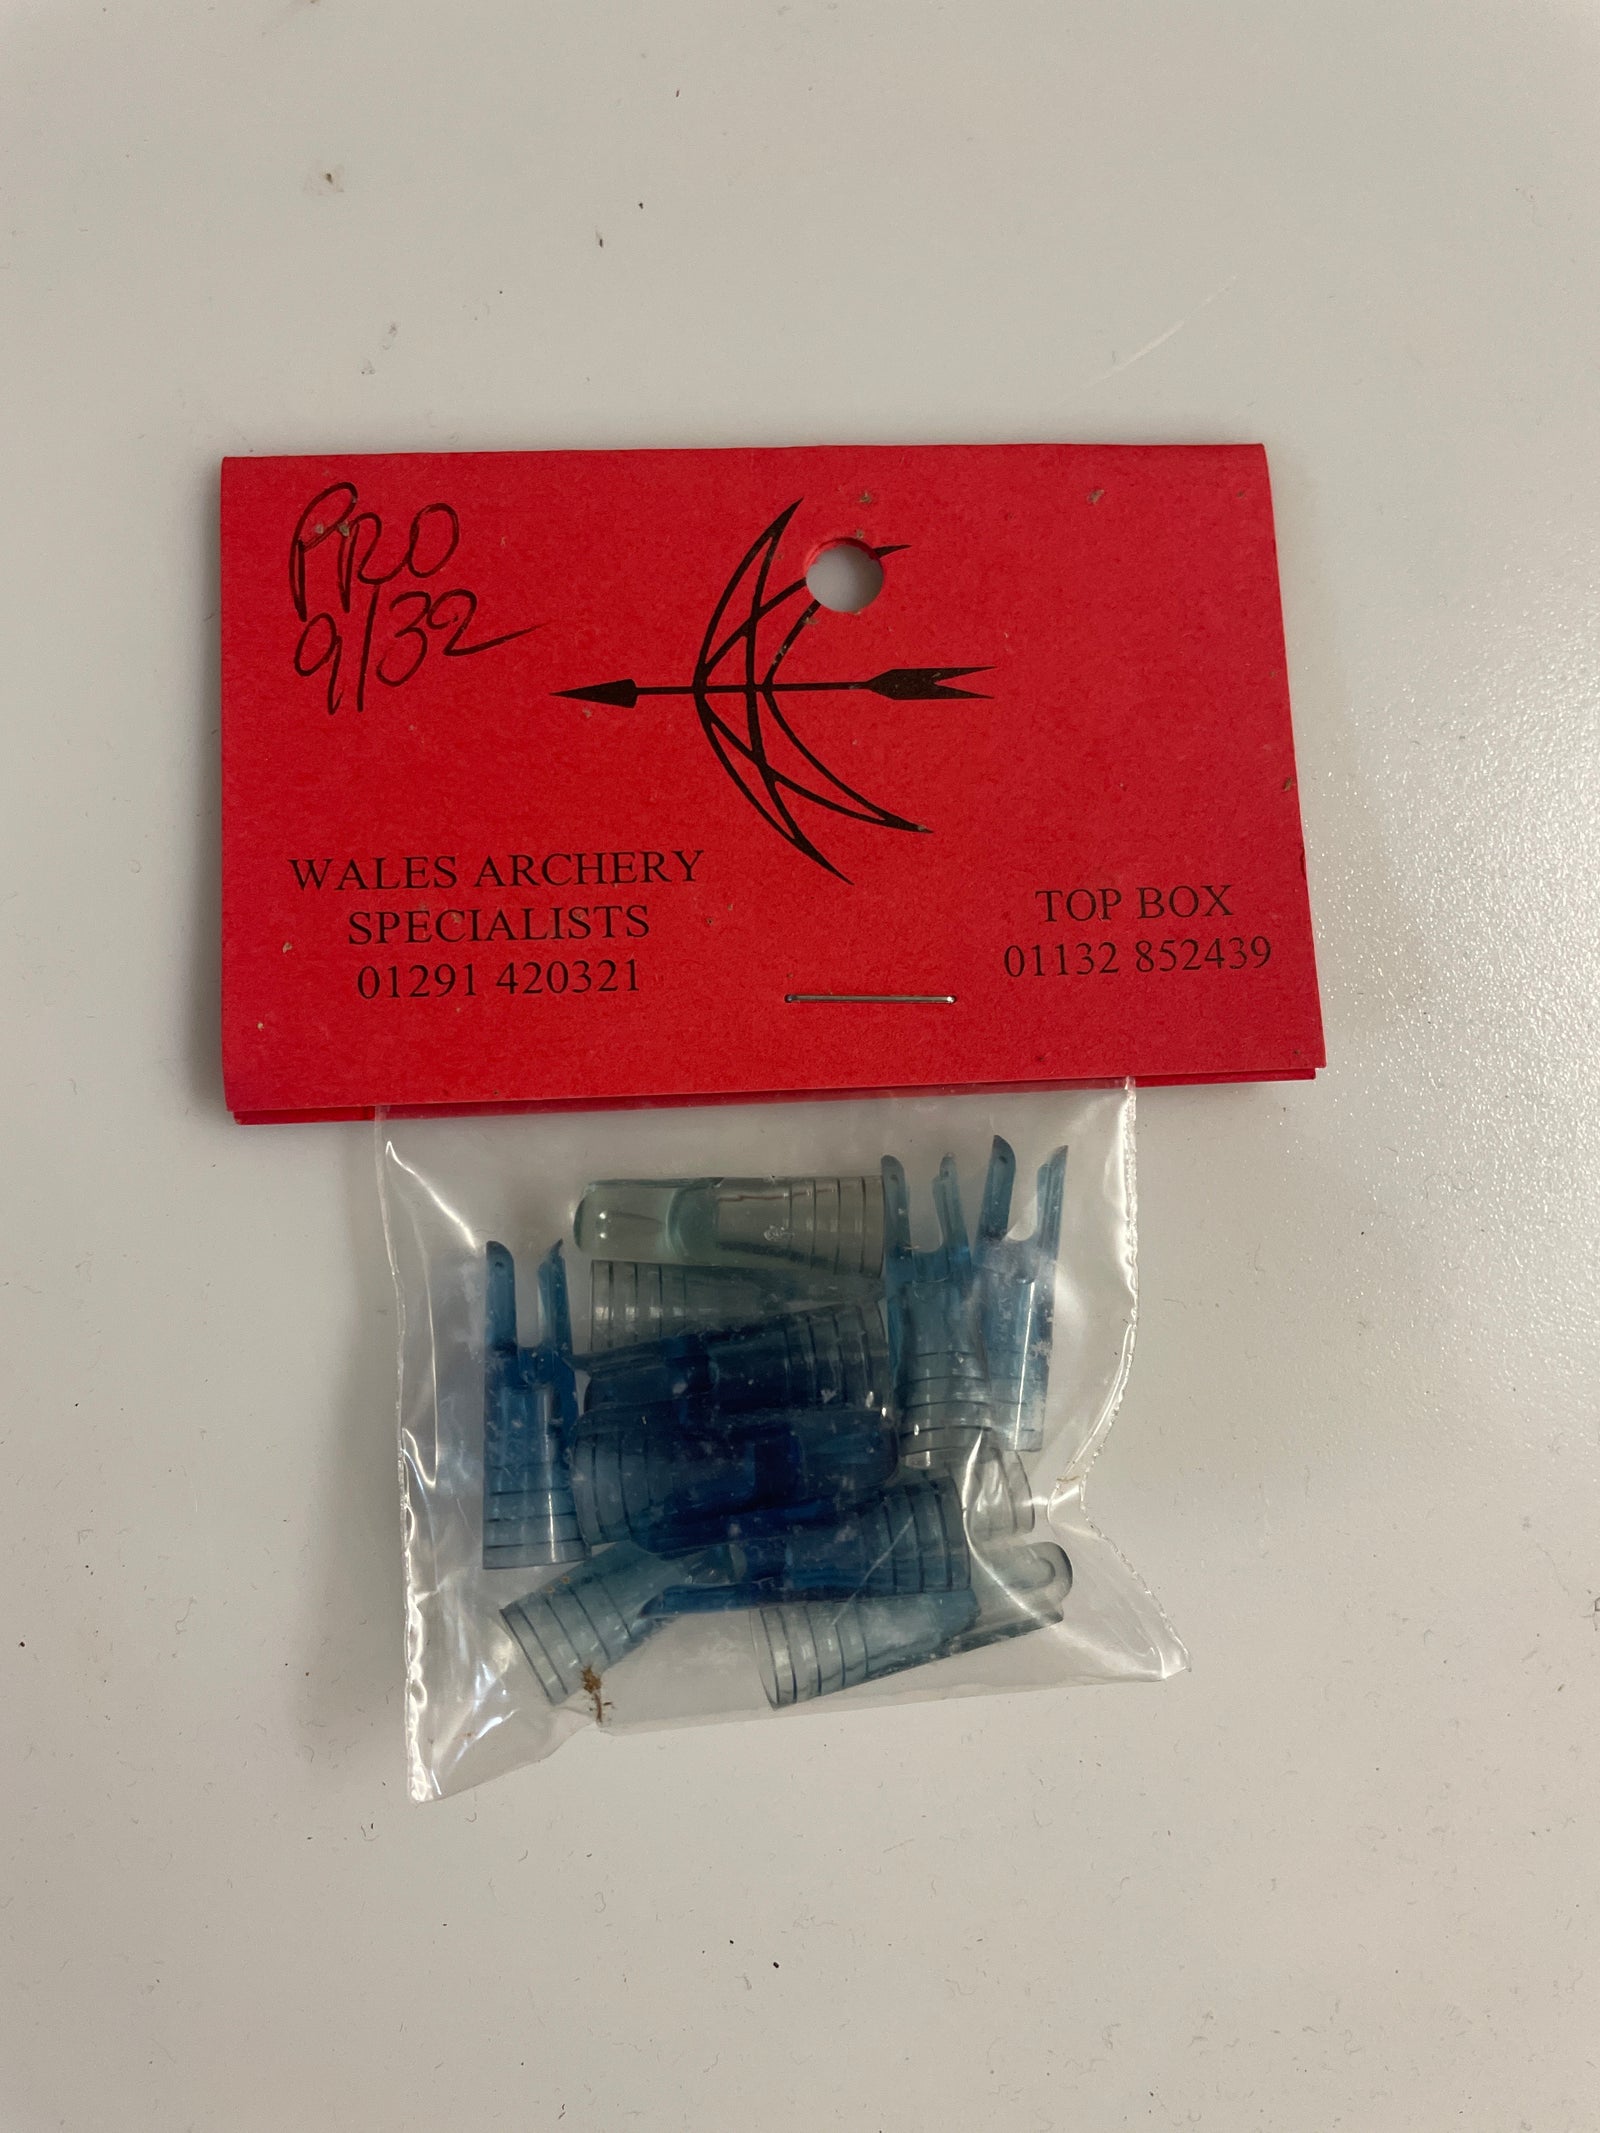 PRO
9/32
WALES ARCHERY
SPECIALISTS
01291 420321
TOP BOX
01132 852439